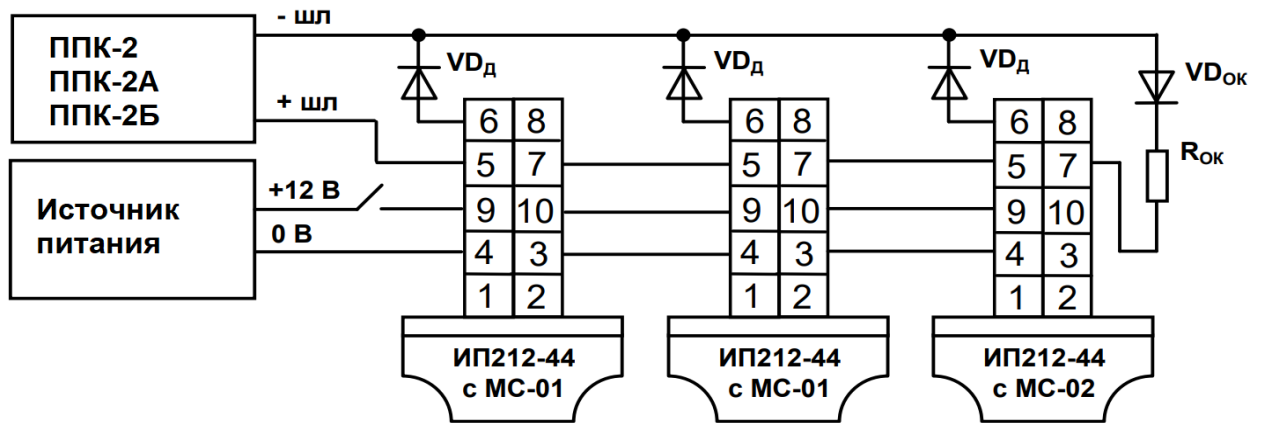 - шл
ППК-2
ППК-2А
ППК-2Б
+ шл
Источник
питания
+12 В
0 В
VDД
VDД
VDД
VDОК
RОК
6 8
5 7
9 10
4 3
1 2
ИП212-44
с МС-01
6 8
5 7
9 10
4 3
1 2
ИП212-44
с МС-01
6 8
5 7
9 10
4 3
1 2
ИП212-44
с МС-02